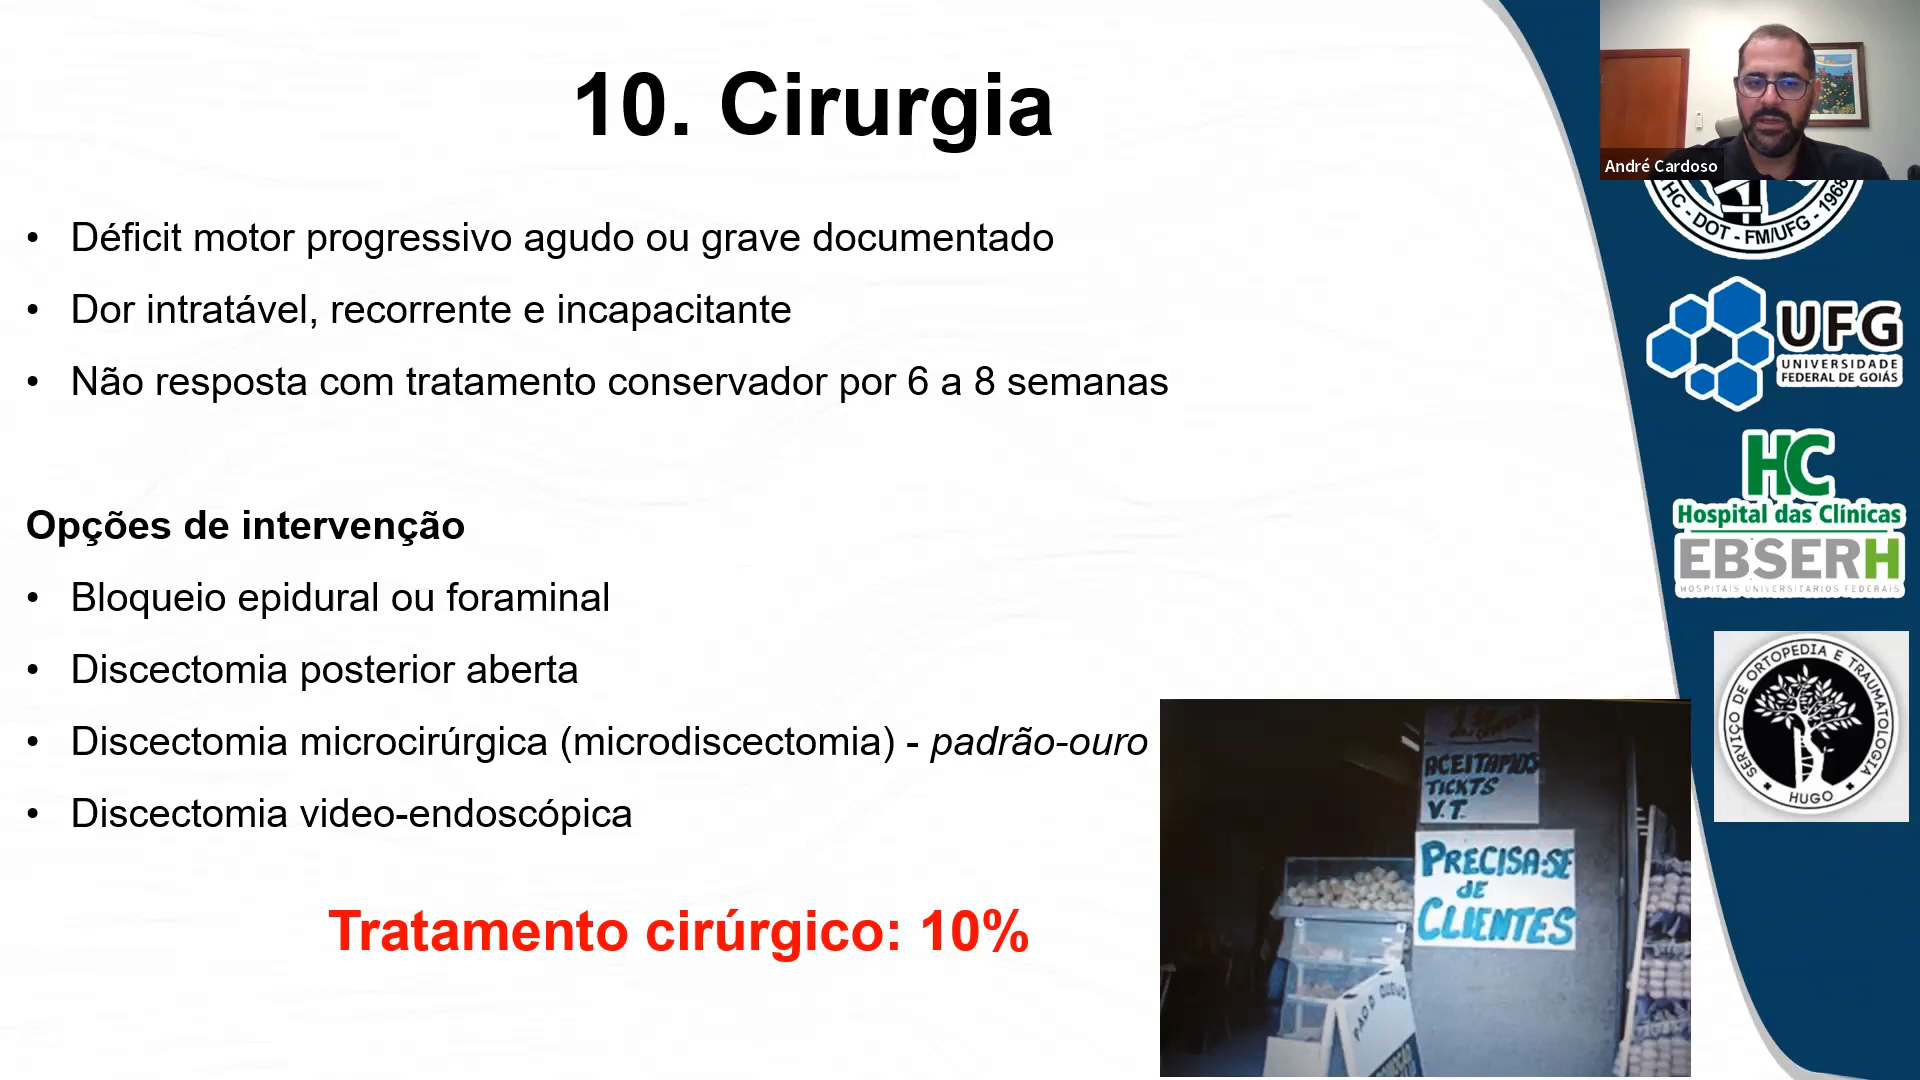 10. Cirurgia
André Cardoso
HC - DOT - FM/UFG - 1968
• Déficit motor progressivo agudo ou grave documentado
• Dor intratável, recorrente e incapacitante
• Não resposta com tratamento conservador por 6 a 8 semanas
UFG
UNIVERSIDADE
FEDERAL DE GOIÁS
HC
Hospital das Clínicas
EBSERH
HOSPITAIS UNIVERSITÁRIOS FEDERAIS
Opções de intervenção
• Bloqueio epidural ou foraminal
• Discectomia posterior aberta
• Discectomia microcirúrgica (microdiscectomia) - padrão-ouro
• Discectomia video-endoscópica
SERVIÇO DE ORTOPEDIA E TRAUMATOLOGIA
HUGO
ACEITAMOS
TICKTS
V.T.
PRECISA-SE
DE
CLIENTES
Tratamento cirúrgico: 10%